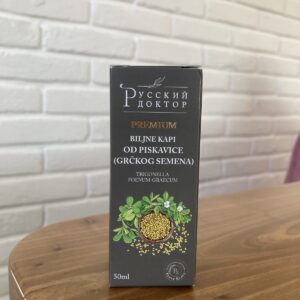 Русский
Доктор
PREMIUM
BILJNE KAPI
OD PISKAVICE
(GRČKOG SEMENA)
TRIGONELLA
FOENUM-GRAECUM
50ml